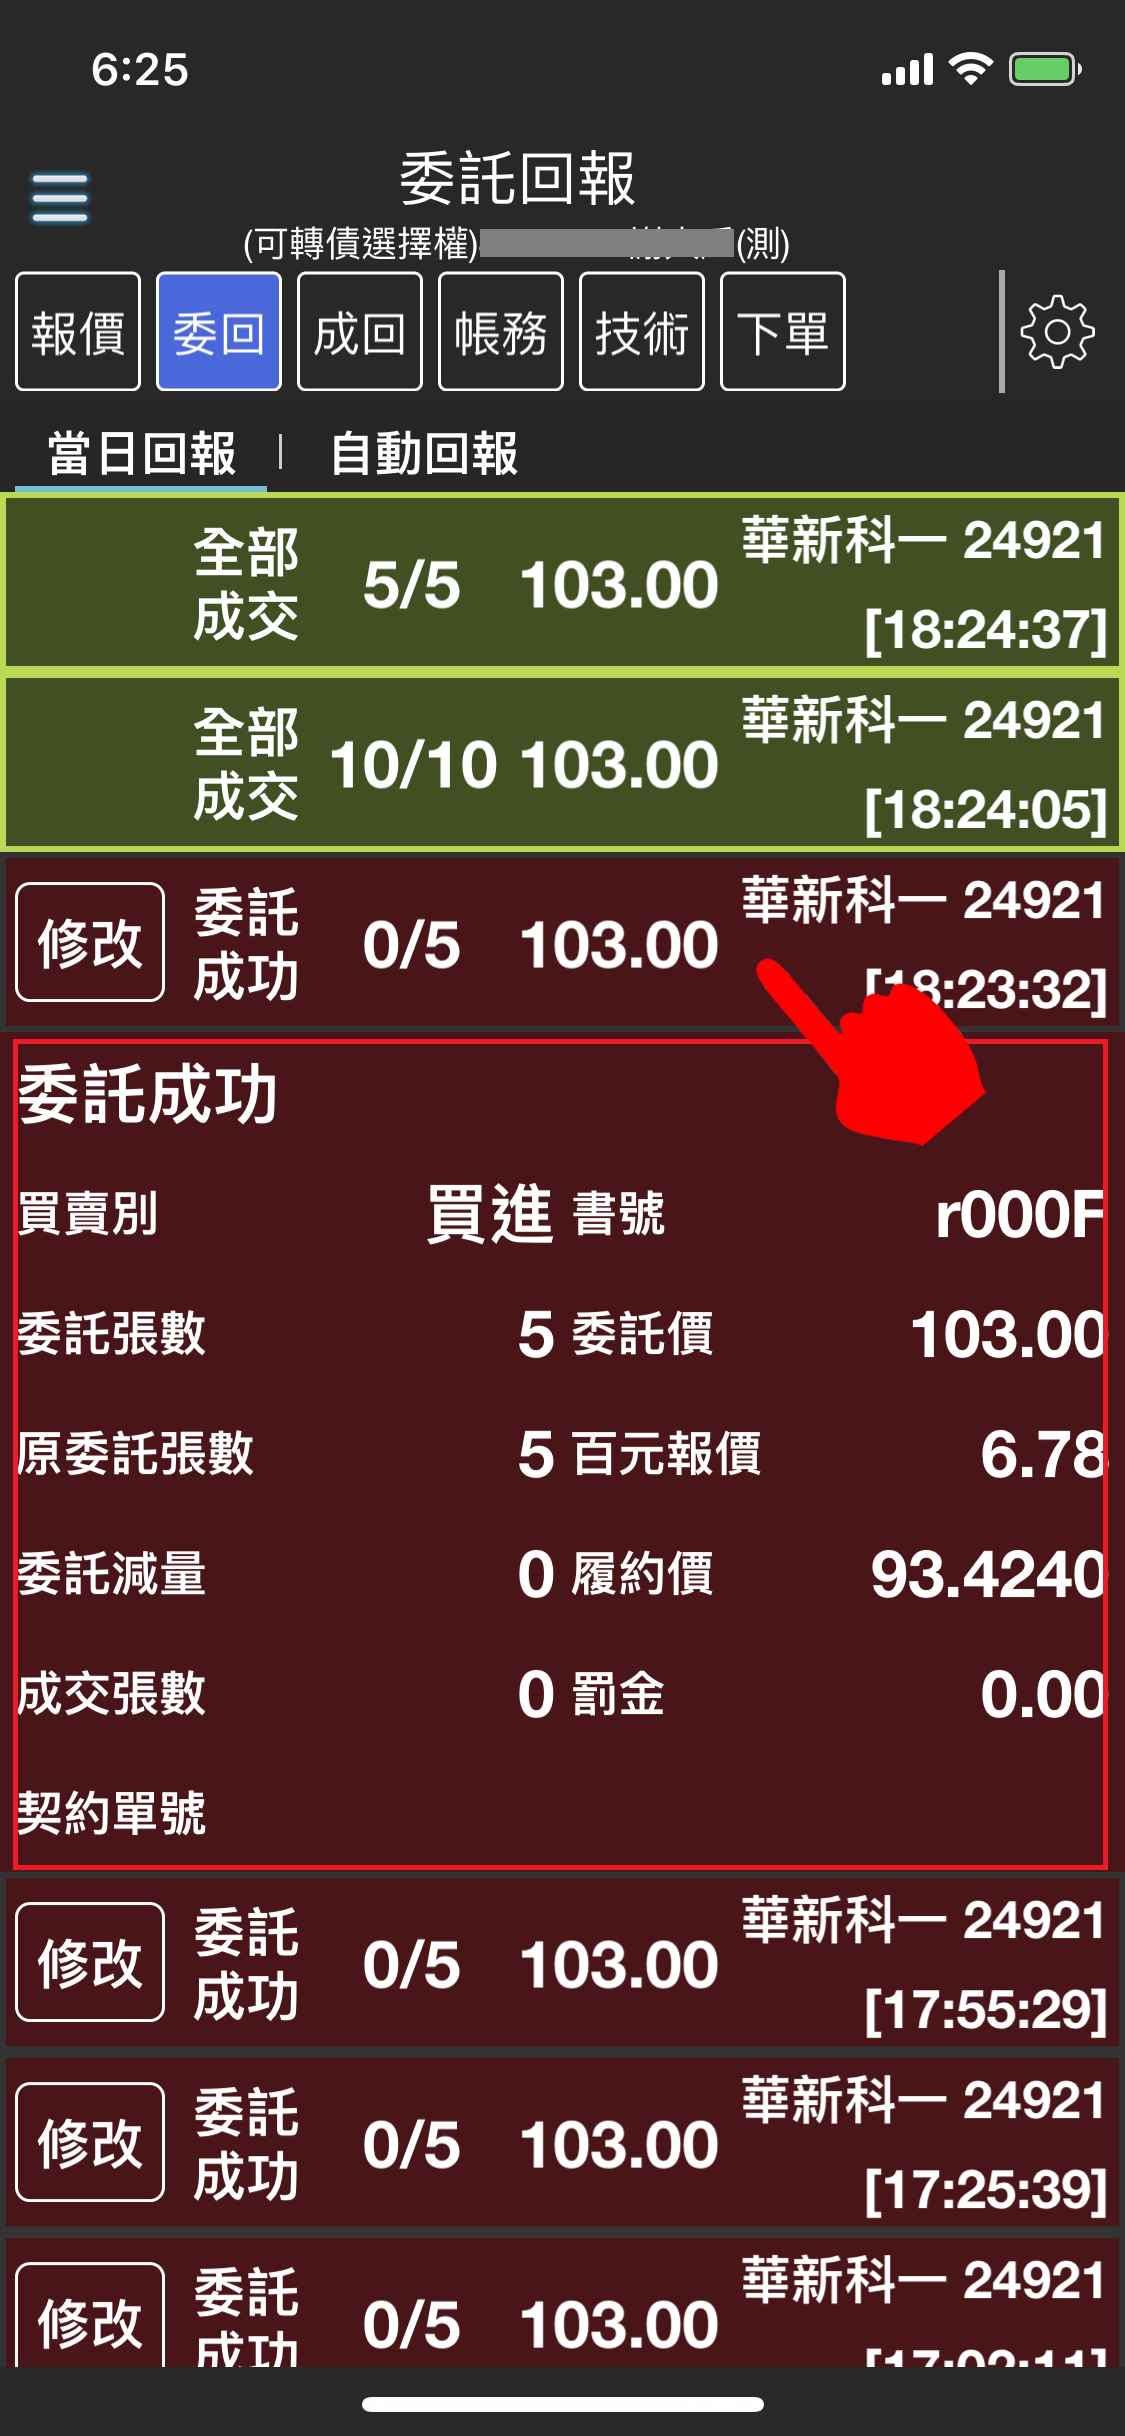 6:25
委託回報
(可轉債選擇權) (測)
報價 委回 成回 帳務 技術 下單
當日回報 自動回報
全部成交 5/5 103.00 華新科一 24921
[18:24:37]
全部成交 10/10 103.00 華新科一 24921
[18:24:05]
修改 委託成功 0/5 103.00 華新科一 24921
[18:23:32]
委託成功
買賣別 買進 書號 r000F
委託張數 5 委託價 103.00
原委託張數 5 百元報價 6.78
委託減量 0 履約價 93.4240
成交張數 0 罰金 0.00
契約單號
修改 委託成功 0/5 103.00 華新科一 24921
[17:55:29]
修改 委託成功 0/5 103.00 華新科一 24921
[17:25:39]
修改 委託成功 0/5 103.00 華新科一 24921
[17:02:11]